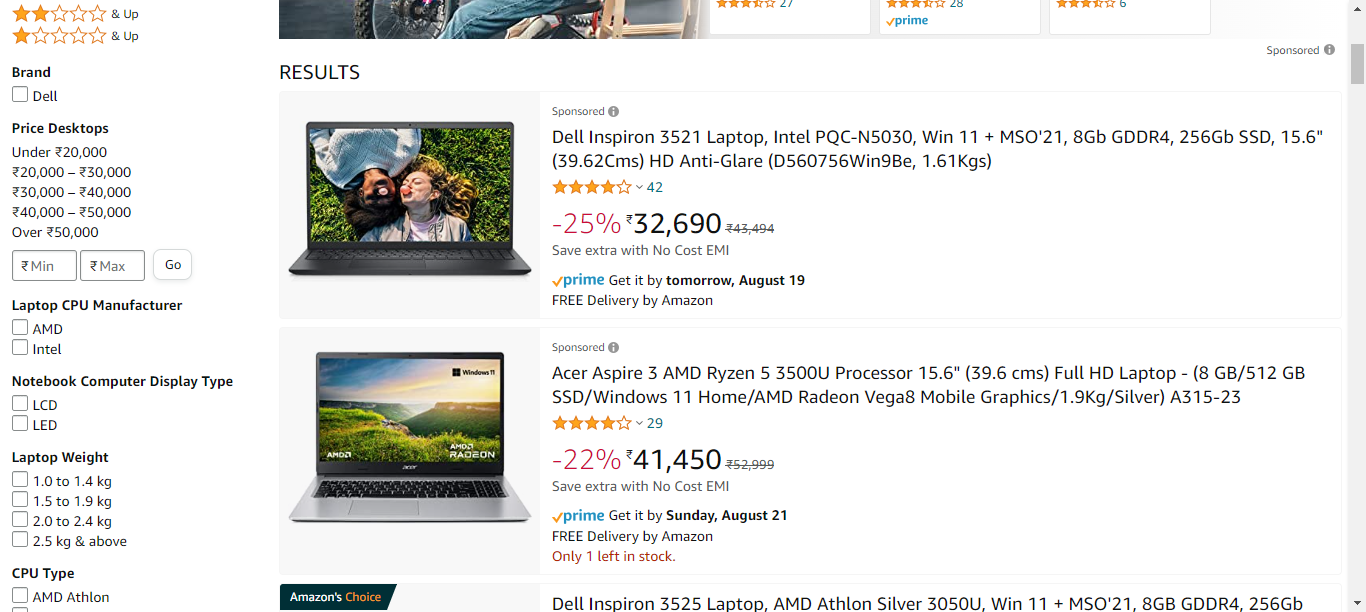 & Up
& Up
Brand
Dell
Price Desktops
Under ₹20,000
₹20,000 – ₹30,000
₹30,000 – ₹40,000
₹40,000 – ₹50,000
Over ₹50,000
₹ Min ₹ Max Go
Laptop CPU Manufacturer
AMD
Intel
Notebook Computer Display Type
LCD
LED
Laptop Weight
1.0 to 1.4 kg
1.5 to 1.9 kg
2.0 to 2.4 kg
2.5 kg & above
CPU Type
AMD Athlon
27
28
6
prime
Sponsored
RESULTS
Sponsored
Dell Inspiron 3521 Laptop, Intel PQC-N5030, Win 11 + MSO'21, 8Gb GDDR4, 256Gb SSD, 15.6"
(39.62Cms) HD Anti-Glare (D560756Win9Be, 1.61Kgs)
42
-25% ₹32,690 ₹43,494
Save extra with No Cost EMI
prime Get it by tomorrow, August 19
FREE Delivery by Amazon
Windows 11
AMD
AMD
RADEON
acer
Sponsored
Acer Aspire 3 AMD Ryzen 5 3500U Processor 15.6" (39.6 cms) Full HD Laptop - (8 GB/512 GB
SSD/Windows 11 Home/AMD Radeon Vega8 Mobile Graphics/1.9Kg/Silver) A315-23
29
-22% ₹41,450 ₹52,999
Save extra with No Cost EMI
prime Get it by Sunday, August 21
FREE Delivery by Amazon
Only 1 left in stock.
Amazon's Choice
Dell Inspiron 3525 Laptop, AMD Athlon Silver 3050U, Win 11 + MSO'21, 8GB GDDR4, 256Gb